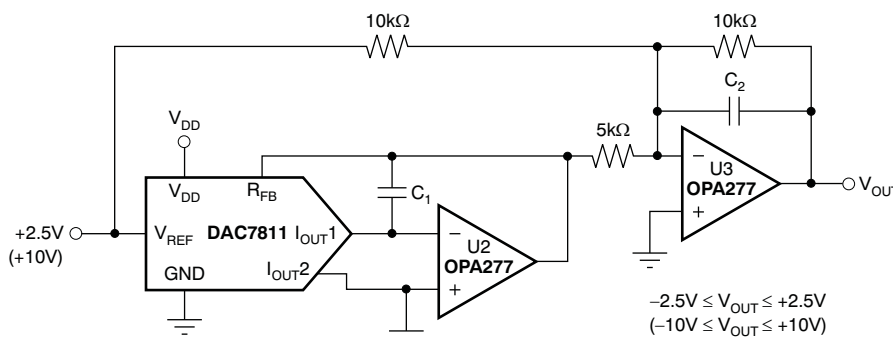 10kΩ
10kΩ
C2
VDD
5kΩ
U3
OPA277
VOUT
VDD
RFB
C1
+2.5V
(+10V)
VREF
DAC7811
IOUT1
U2
OPA277
GND
IOUT2
−
+
−
+
−2.5V ≤ VOUT ≤ +2.5V
(−10V ≤ VOUT ≤ +10V)